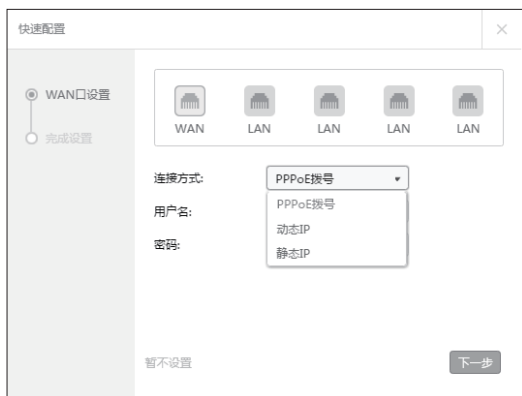 快速配置
WAN口设置
完成设置
WAN LAN LAN LAN LAN
连接方式: PPPoE拨号
用户名: PPPoE拨号
动态IP
密码: 静态IP
暂不设置 下一步